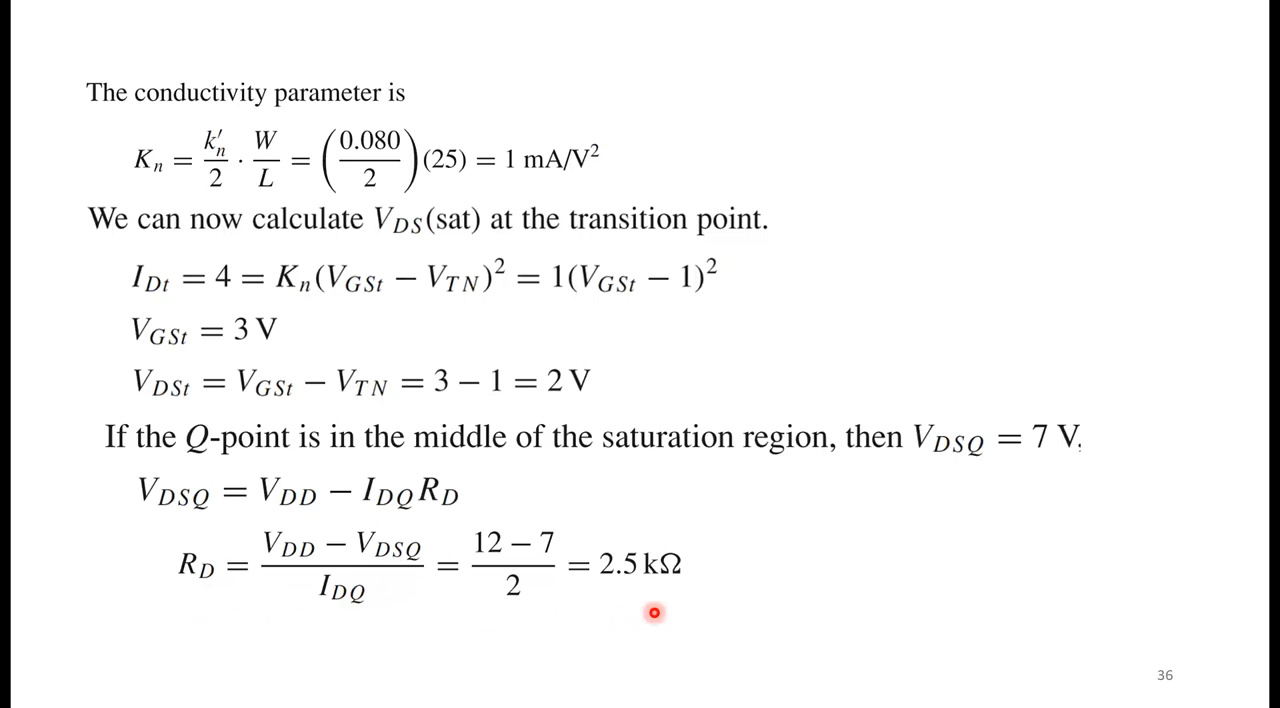 The conductivity parameter is
Kₙ = k′ₙ/2 · W/L = (0.080/2)(25) = 1 mA/V²
We can now calculate V_DS(sat) at the transition point.
I_Dt = 4 = Kₙ(V_GSt − V_TN)² = 1(V_GSt − 1)²
V_GSt = 3 V
V_DSt = V_GSt − V_TN = 3 − 1 = 2 V
If the Q-point is in the middle of the saturation region, then V_DSQ = 7 V.
V_DSQ = V_DD − I_DQ R_D
R_D = (V_DD − V_DSQ)/I_DQ = (12 − 7)/2 = 2.5 kΩ
36